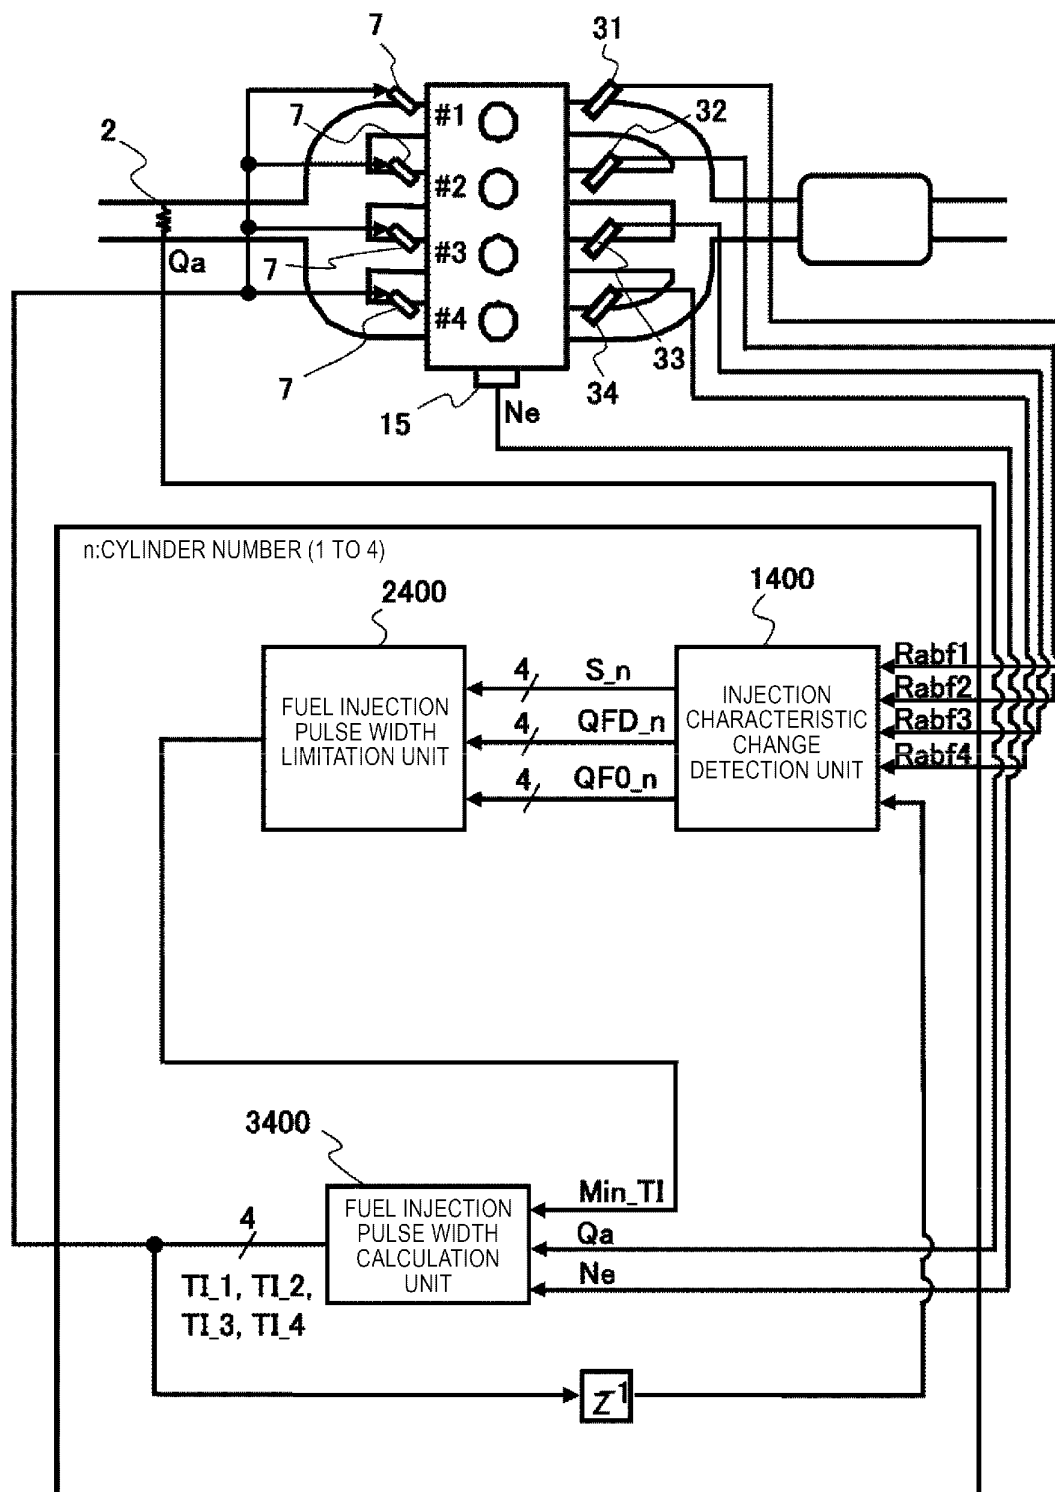 7
31
#1
7
32
2
#2
Qa
7
#3
#4
33
7
34
15
Ne
n:CYLINDER NUMBER (1 TO 4)
2400
1400
FUEL INJECTION
PULSE WIDTH
LIMITATION UNIT
4
S_n
4
QFD_n
4
QF0_n
INJECTION
CHARACTERISTIC
CHANGE
DETECTION UNIT
Rabf1
Rabf2
Rabf3
Rabf4
3400
FUEL INJECTION
PULSE WIDTH
CALCULATION
UNIT
Min_TI
Qa
Ne
4
TI_1, TI_2,
TI_3, TI_4
Z-1